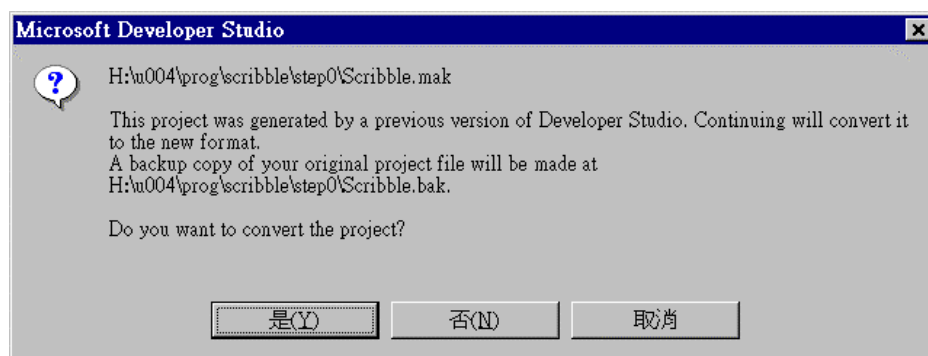 Microsoft Developer Studio
H:\u004\prog\scribble\step0\Scribble.mak
This project was generated by a previous version of Developer Studio. Continuing will convert it
to the new format.
A backup copy of your original project file will be made at
H:\u004\prog\scribble\step0\Scribble.bak.
Do you want to convert the project?
是(Y) 否(N) 取消